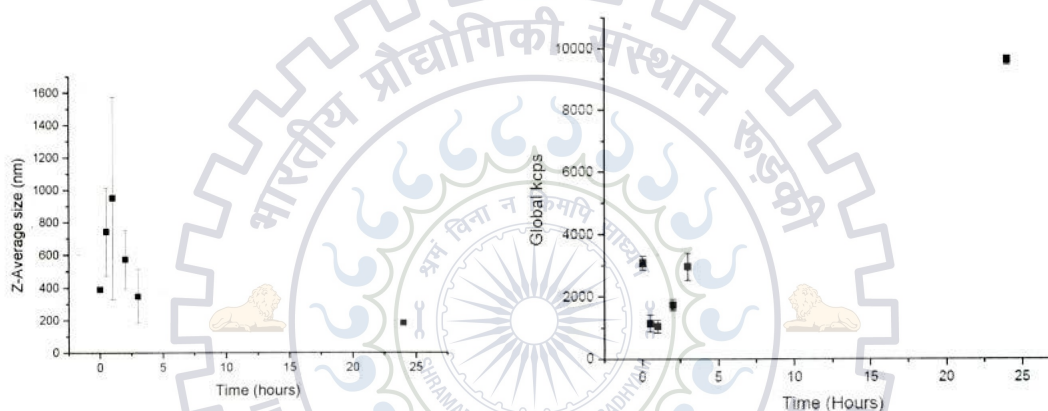 भारतीय प्रौद्योगिकी संस्थान रुड़की
श्रमं विना न किमपि साध्यम्
Z-Average size (nm)
1600
1400
1200
1000
800
600
400
200
0
0 5 10 15 20 25
Time (hours)
Global kcps
10000
8000
6000
4000
2000
0
0 5 10 15 20 25
Time (Hours)